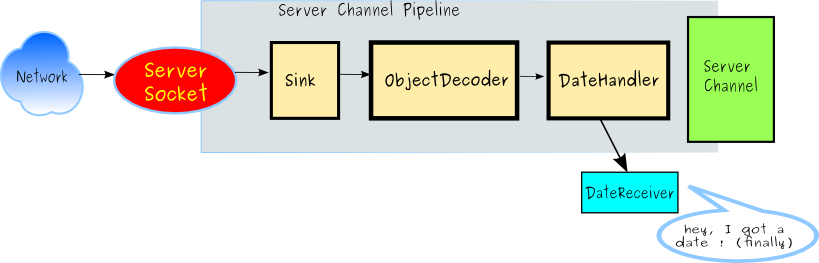 Server Channel Pipeline
Network
Server
Socket
Sink
ObjectDecoder
DateHandler
Server
Channel
DateReceiver
hey, I got a
date ! (finally)